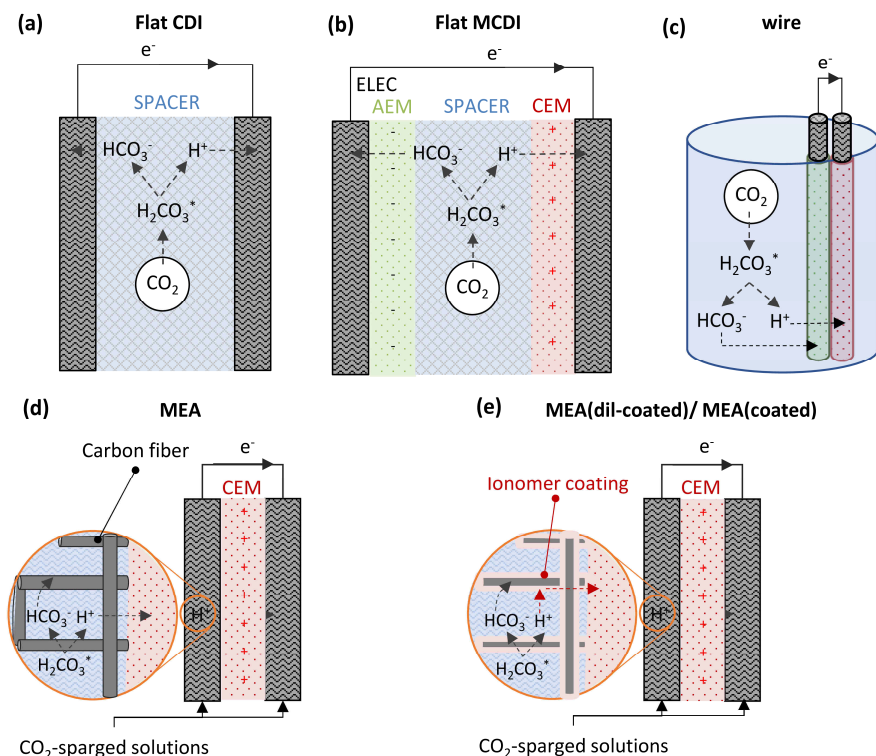 (a)
Flat CDI
e-
SPACER
HCO3-
H+
H2CO3*
CO2
(b)
Flat MCDI
e-
ELEC
AEM
SPACER
CEM
HCO3-
H+
H2CO3*
CO2
(c)
wire
e-
CO2
H2CO3*
HCO3-
H+
(d)
MEA
Carbon fiber
e-
CEM
HCO3-
H+
H2CO3*
H+
CO2-sparged solutions
(e)
MEA(dil-coated)/ MEA(coated)
Ionomer coating
e-
CEM
HCO3-
H+
H2CO3*
H+
CO2-sparged solutions